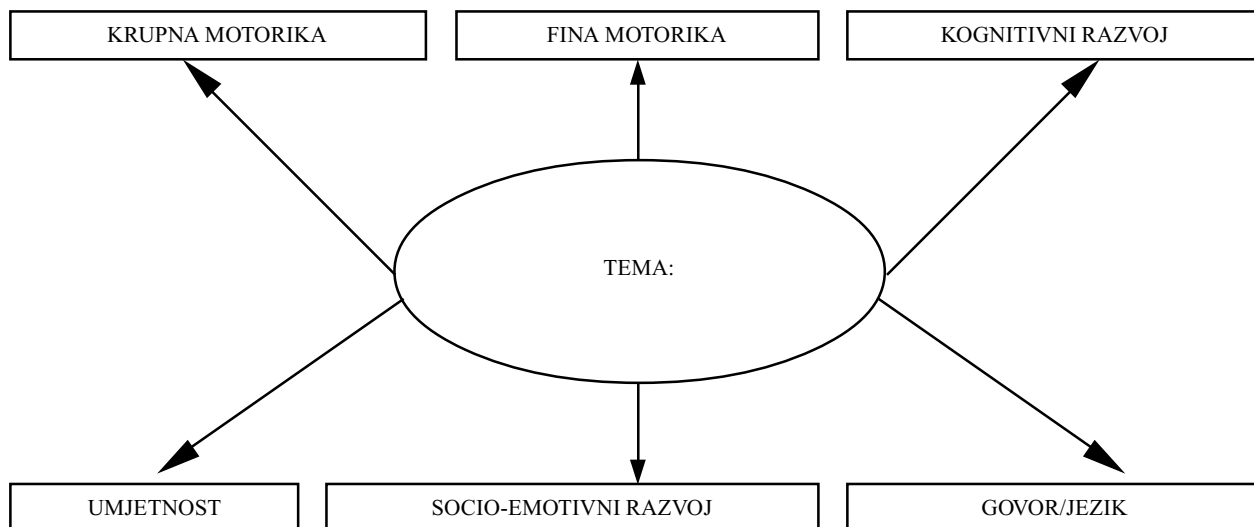 KRUPNA MOTORIKA
FINA MOTORIKA
KOGNITIVNI RAZVOJ
TEMA:
UMJETNOST
SOCIO-EMOTIVNI RAZVOJ
GOVOR/JEZIK